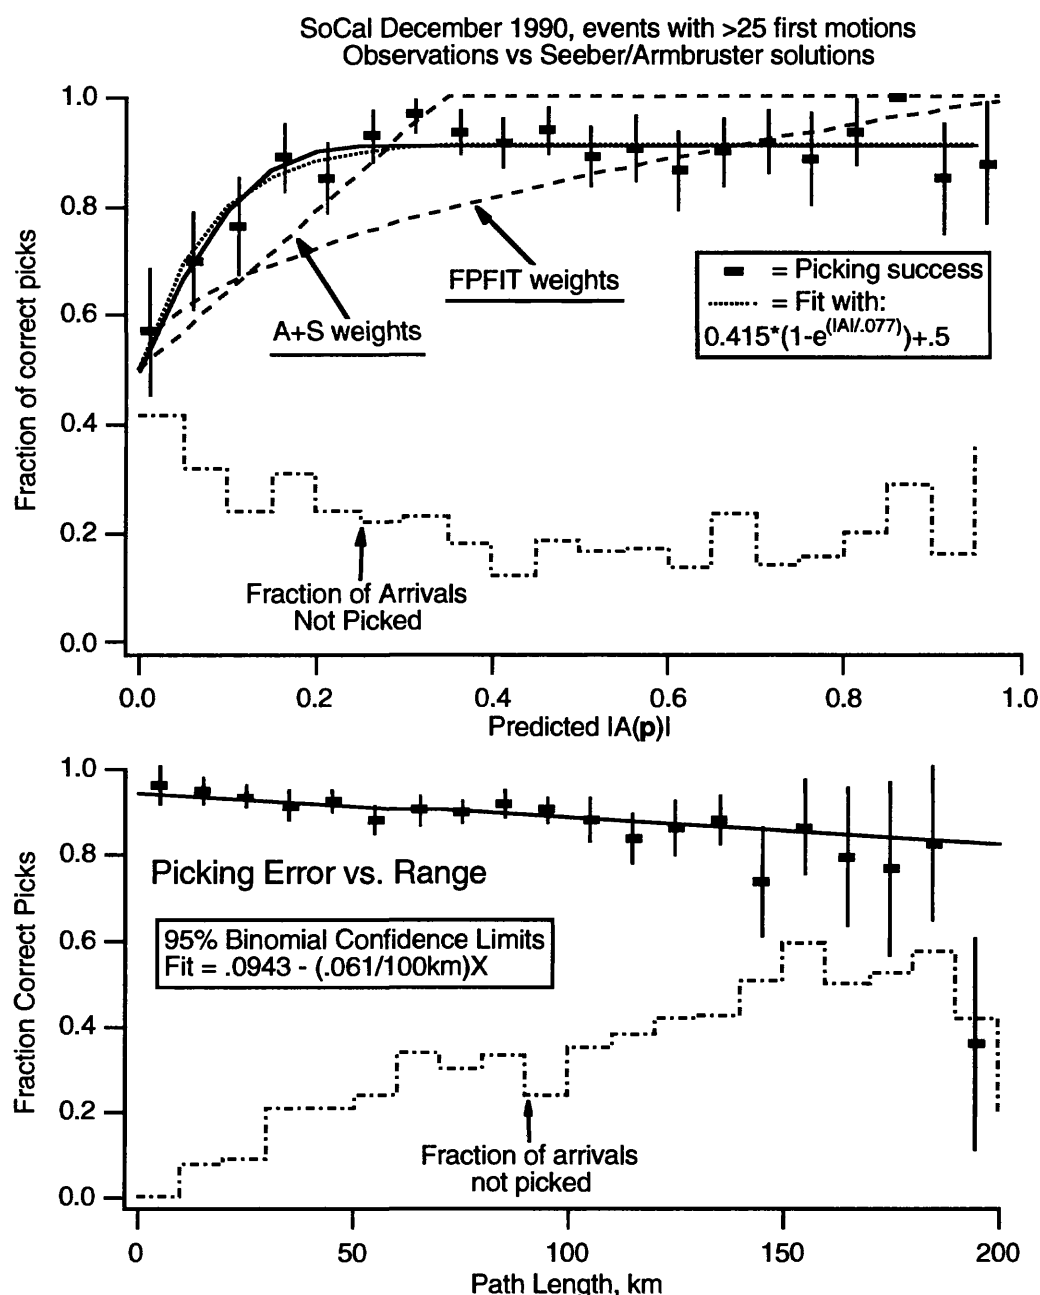 SoCal December 1990, events with >25 first motions
Observations vs Seeber/Armbruster solutions
Fraction of correct picks
1.0
0.8
0.6
0.4
0.2
0.0
A+S weights
FPFIT weights
= Picking success
= Fit with:
0.415*(1-e^(IAI/.077))+.5
Fraction of Arrivals
Not Picked
0.0 0.2 0.4 0.6 0.8 1.0
Predicted IA(p)I
Fraction Correct Picks
1.0
0.8
0.6
0.4
0.2
0.0
Picking Error vs. Range
95% Binomial Confidence Limits
Fit = .0943 - (.061/100km)X
Fraction of arrivals
not picked
0 50 100 150 200
Path Length, km